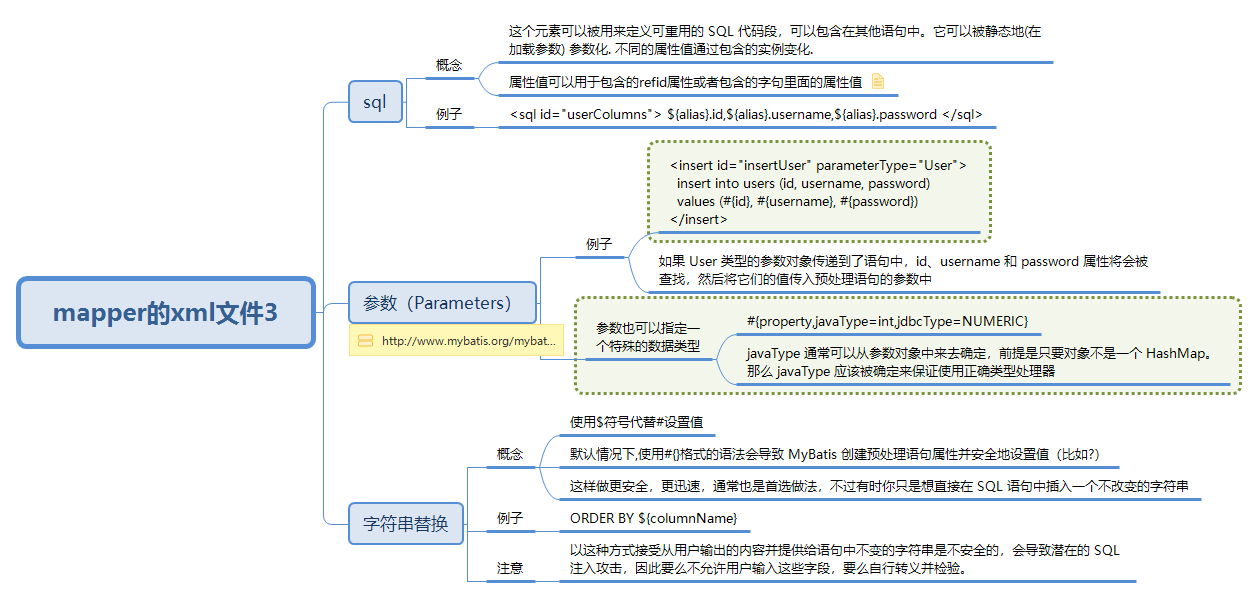 mapper的xml文件3
sql
概念
这个元素可以被用来定义可重用的 SQL 代码段，可以包含在其他语句中。它可以被静态地(在
加载参数) 参数化. 不同的属性值通过包含的实例变化.
属性值可以用于包含的refid属性或者包含的字句里面的属性值
例子
<sql id="userColumns"> ${alias}.id,${alias}.username,${alias}.password </sql>
参数（Parameters）
http://www.mybatis.org/mybat...
例子
<insert id="insertUser" parameterType="User">
insert into users (id, username, password)
values (#{id}, #{username}, #{password})
</insert>
如果 User 类型的参数对象传递到了语句中，id、username 和 password 属性将会被
查找，然后将它们的值传入预处理语句的参数中
参数也可以指定一
个特殊的数据类型
#{property,javaType=int,jdbcType=NUMERIC}
javaType 通常可以从参数对象中来去确定，前提是只要对象不是一个 HashMap。
那么 javaType 应该被确定来保证使用正确类型处理器
字符串替换
概念
使用$符号代替#设置值
默认情况下,使用#{}格式的语法会导致 MyBatis 创建预处理语句属性并安全地设置值（比如?）
这样做更安全，更迅速，通常也是首选做法，不过有时你只是想直接在 SQL 语句中插入一个不改变的字符串
例子
ORDER BY ${columnName}
注意
以这种方式接受从用户输出的内容并提供给语句中不变的字符串是不安全的，会导致潜在的 SQL
注入攻击，因此要么不允许用户输入这些字段，要么自行转义并检验。